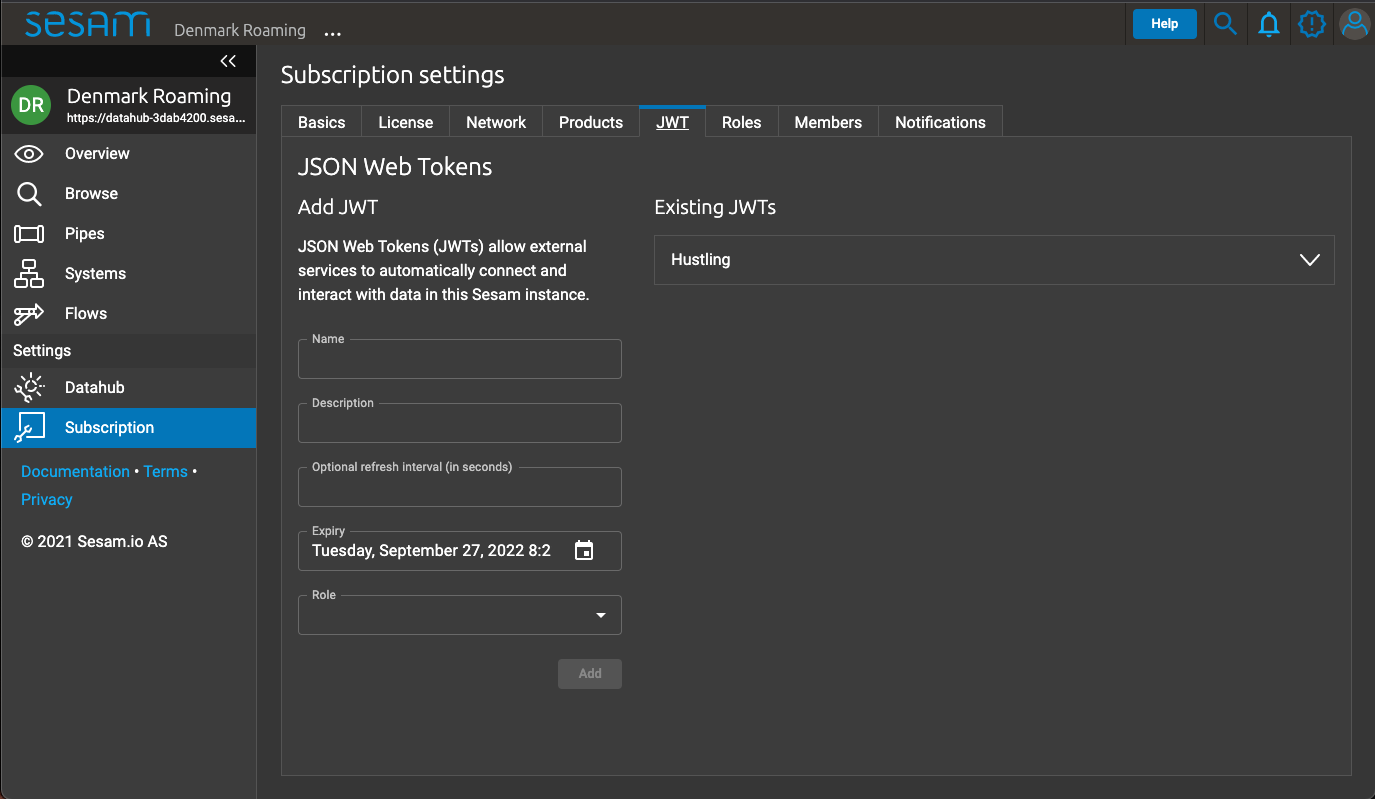 sesam
Denmark Roaming ...
Help
DR
Denmark Roaming
https://datahub-3dab4200.sesa...
Overview
Browse
Pipes
Systems
Flows
Settings
Datahub
Subscription
Documentation • Terms •
Privacy
© 2021 Sesam.io AS
Subscription settings
Basics License Network Products JWT Roles Members Notifications
JSON Web Tokens
Add JWT
JSON Web Tokens (JWTs) allow external
services to automatically connect and
interact with data in this Sesam instance.
Name
Description
Optional refresh interval (in seconds)
Expiry
Tuesday, September 27, 2022 8:2
Role
Add
Existing JWTs
Hustling